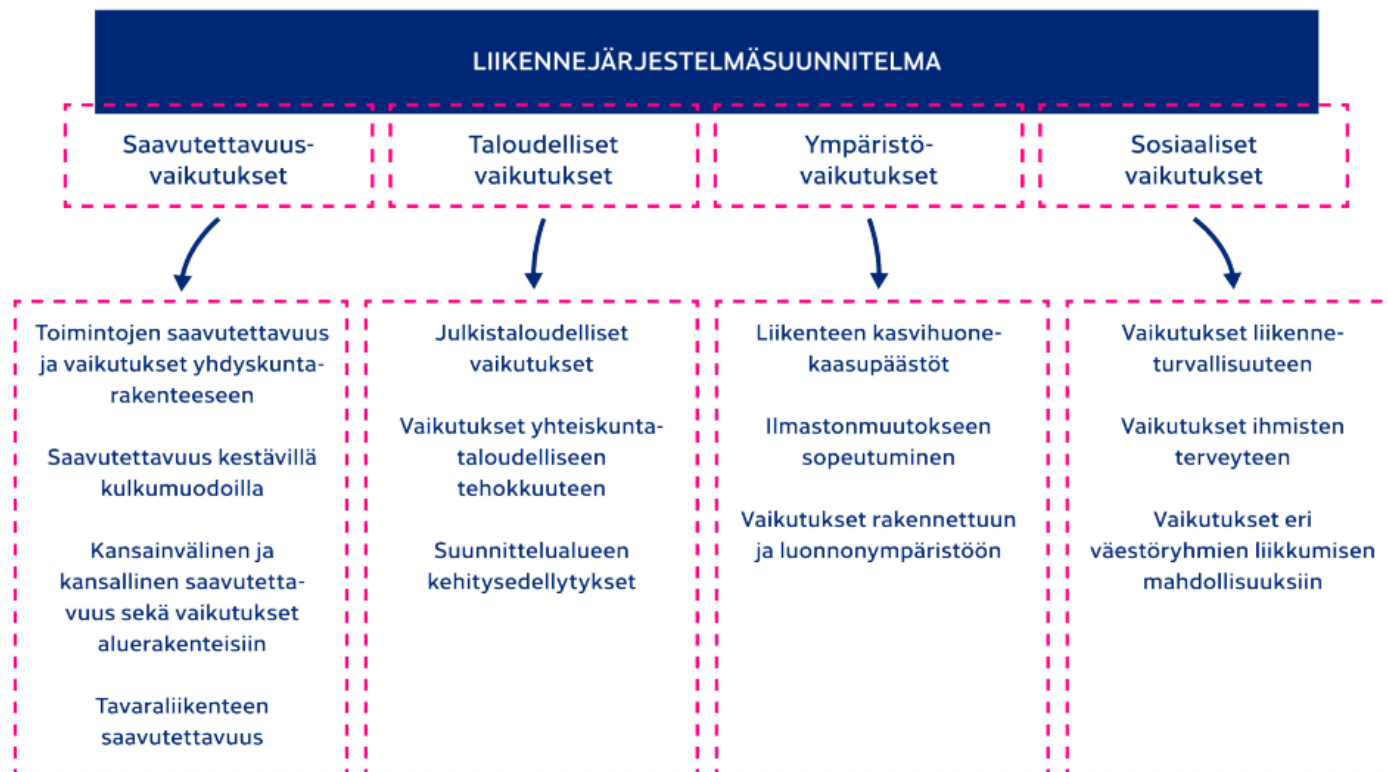 LIIKENNEJÄRJESTELMÄSUUNNITELMA
Saavutettavuus-
vaikutukset
Taloudelliset
vaikutukset
Ympäristö-
vaikutukset
Sosiaaliset
vaikutukset
Toimintojen saavutettavuus
ja vaikutukset yhdyskunta-
rakenteeseen
Saavutettavuus kestävillä
kulkumuodoilla
Kansainvälinen ja
kansallinen saavutetta-
vuus sekä vaikutukset
aluerakenteisiin
Tavaraliikenteen
saavutettavuus
Julkistaloudelliset
vaikutukset
Vaikutukset yhteiskunta-
taloudelliseen
tehokkuuteen
Suunnittelualueen
kehitysedellytykset
Liikenteen kasvihuone-
kaasupäästöt
Ilmastonmuutokseen
sopeutuminen
Vaikutukset rakennettuun
ja luonnonympäristöön
Vaikutukset liikenne-
turvallisuuteen
Vaikutukset ihmisten
terveyteen
Vaikutukset eri
väestöryhmien liikkumisen
mahdollisuuksiin